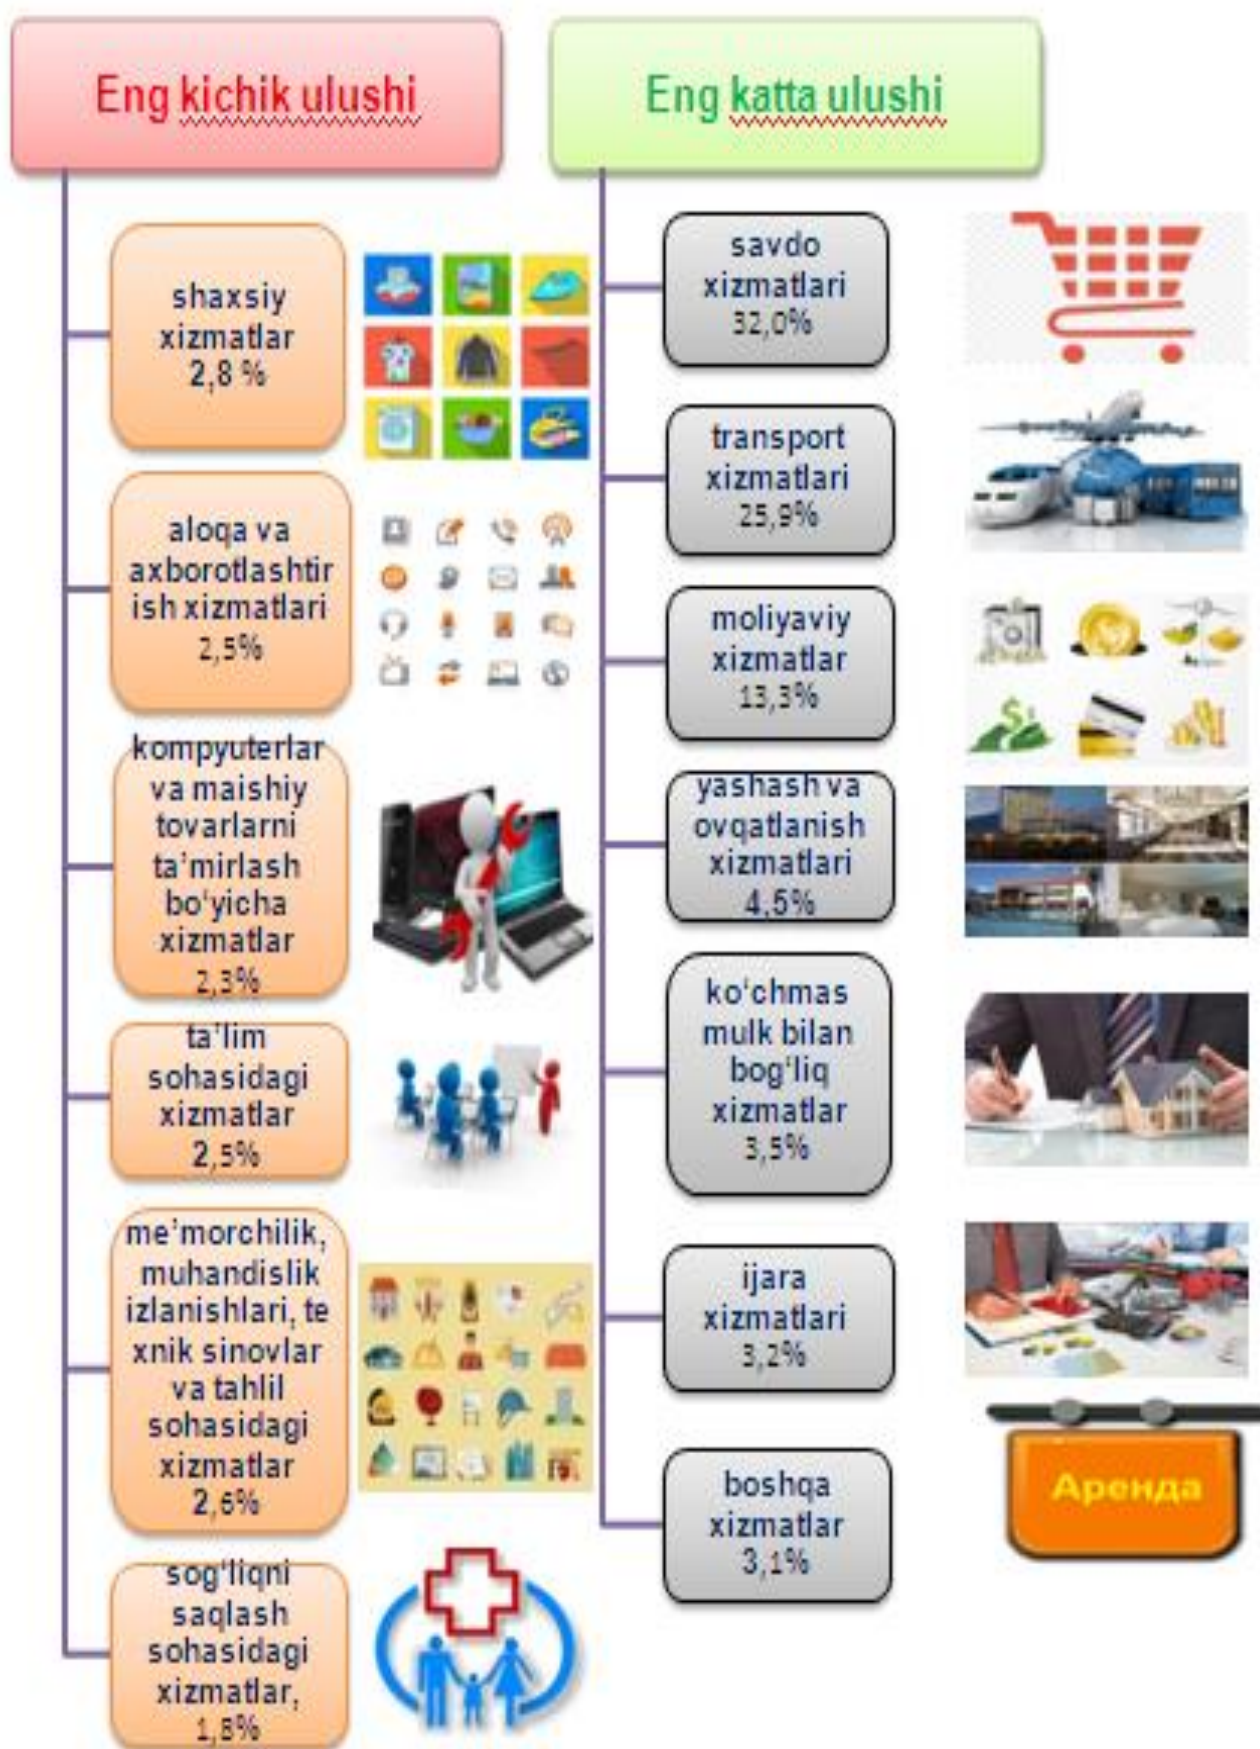 Eng kichik ulushi
shaxsiy
xizmatlar
2,8 %
aloqa va
axborotlashtir
ish xizmatlari
2,5%
kompyuterlar
va maishiy
tovarlarni
ta'mirlash
bo‘yicha
xizmatlar
2,3%
ta’lim
sohasidagi
xizmatlar
2,5%
me’morchilik,
muhandislik
izlanishlari, te
xnik sinovlar
va tahlil
sohasidagi
xizmatlar
2,6%
sog‘liqni
saqlash
sohasidagi
xizmatlar,
1,8%
Eng katta ulushi
savdo
xizmatlari
32,0%
transport
xizmatlari
25,9%
moliyaviy
xizmatlar
13,3%
yashash va
ovqatlanish
xizmatlari
4,5%
ko‘chmas
mulk bilan
bog‘liq
xizmatlar
3,5%
ijara
xizmatlari
3,2%
boshqa
xizmatlar
3,1%
Аренда